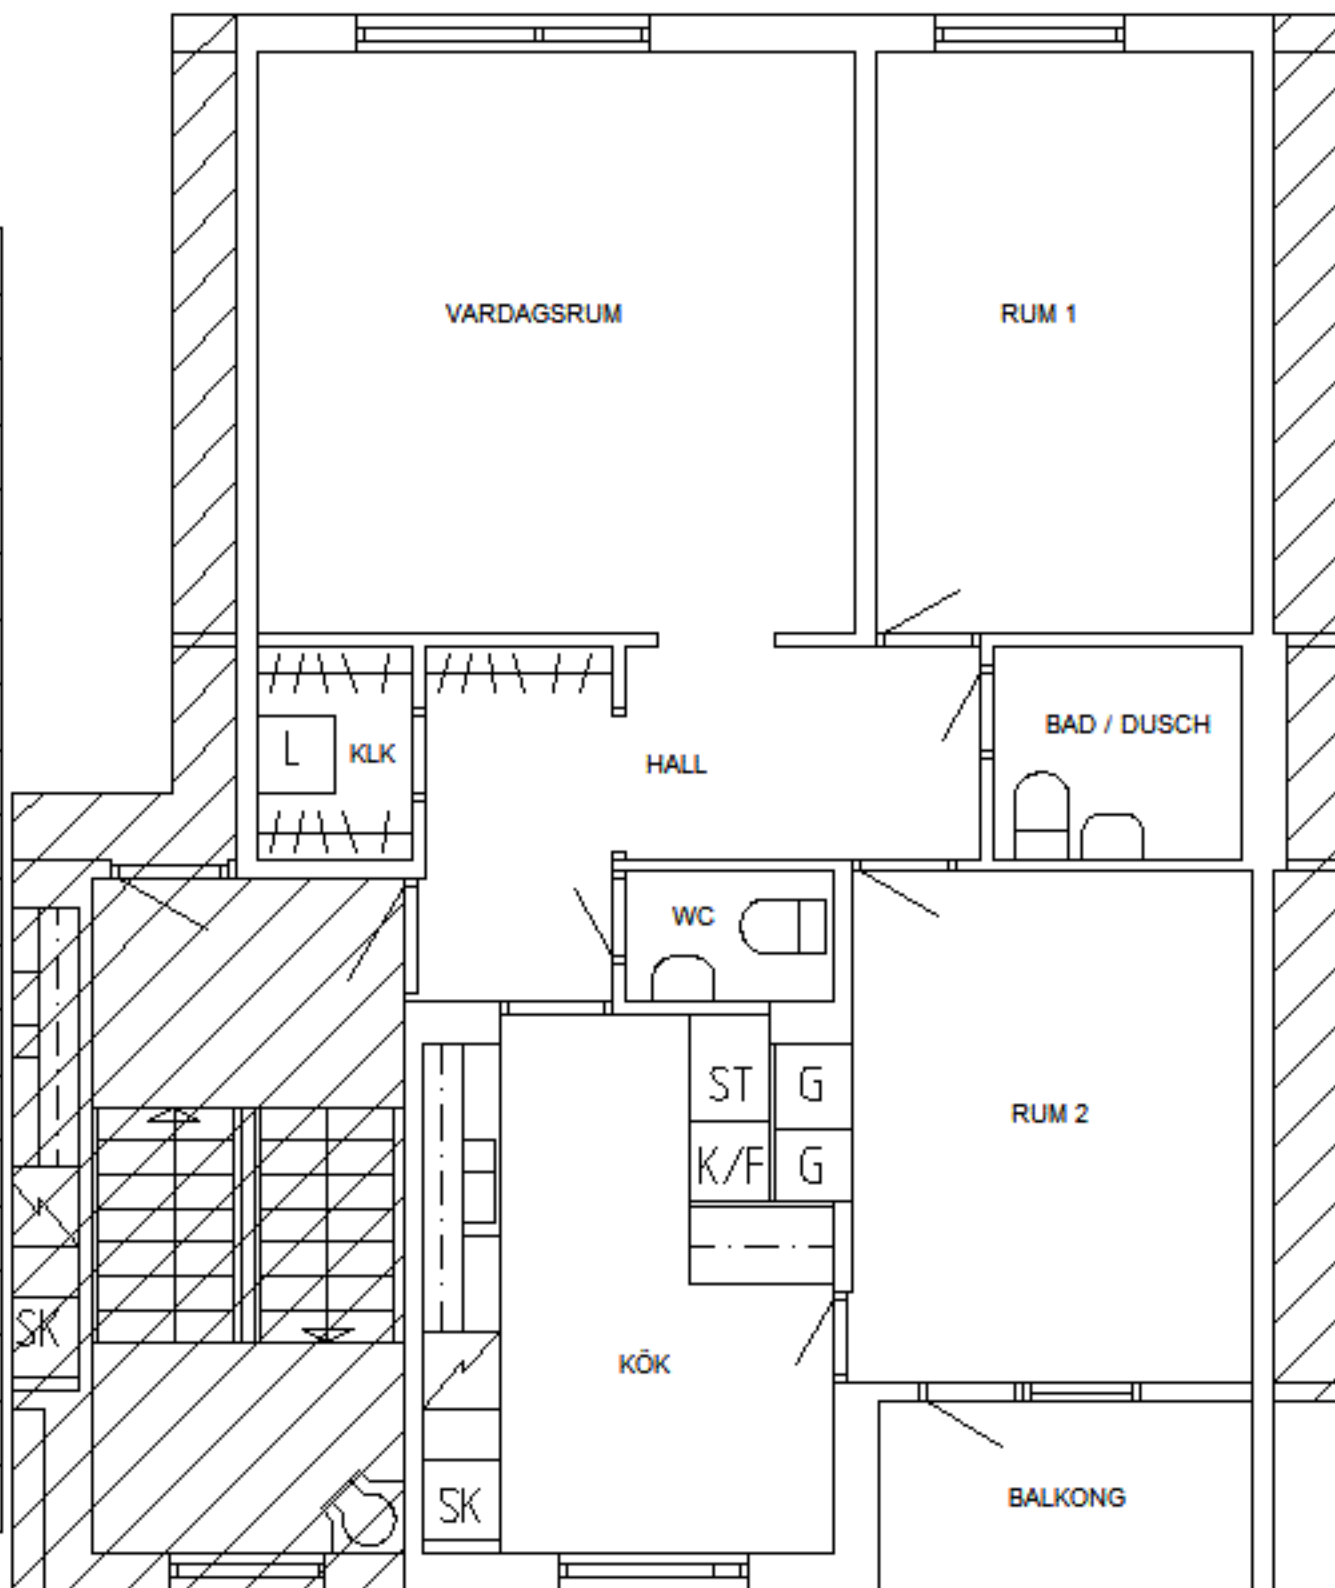 VARDAGSRUM
RUM 1
BAD / DUSCH
L
KLK
HALL
WC
ST
G
RUM 2
K/F
G
SK
KÖK
SK
BALKONG